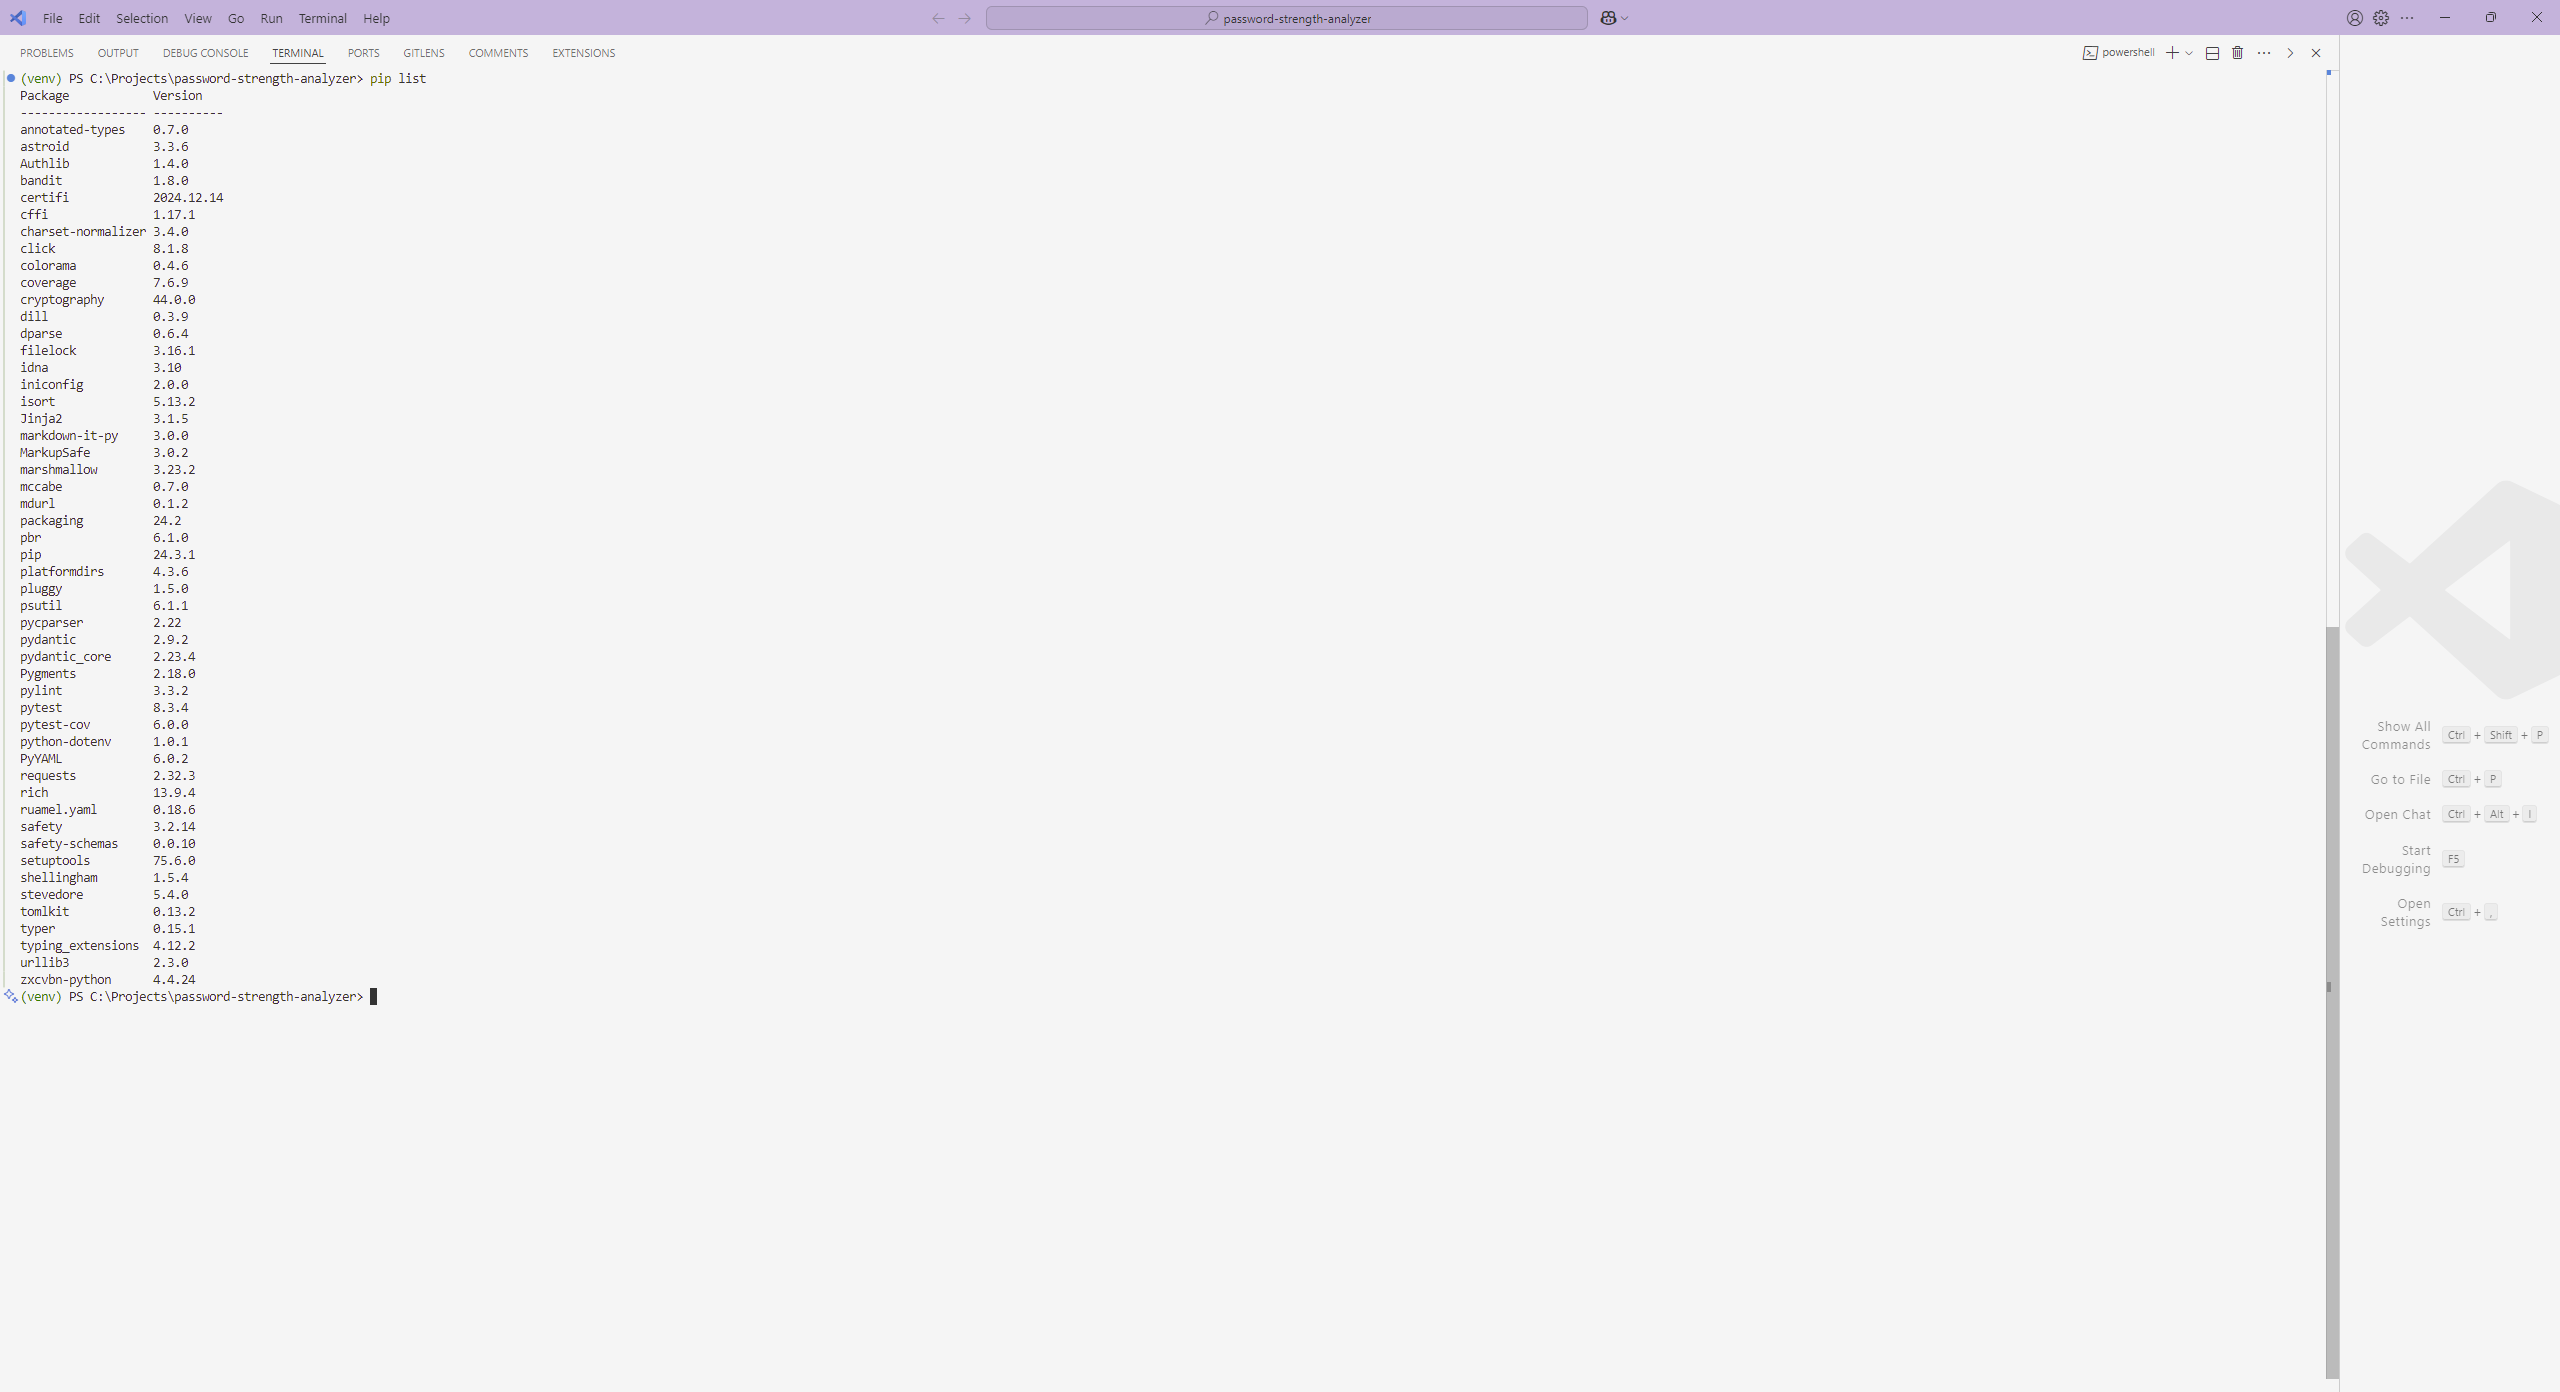 File Edit Selection View Go Run Terminal Help
password-strength-analyzer
PROBLEMS OUTPUT DEBUG CONSOLE TERMINAL PORTS GITLENS COMMENTS EXTENSIONS
powershell
(venv) PS C:\Projects\password-strength-analyzer> pip list
Package Version
------------------ ----------
annotated-types 0.7.0
astroid 3.3.6
Authlib 1.4.0
bandit 1.8.0
certifi 2024.12.14
cffi 1.17.1
charset-normalizer 3.4.0
click 8.1.8
colorama 0.4.6
coverage 7.6.9
cryptography 44.0.0
dill 0.3.9
dparse 0.6.4
filelock 3.16.1
idna 3.10
iniconfig 2.0.0
isort 5.13.2
Jinja2 3.1.5
markdown-it-py 3.0.0
MarkupSafe 3.0.2
marshmallow 3.23.2
mccabe 0.7.0
mdurl 0.1.2
packaging 24.2
pbr 6.1.0
pip 24.3.1
platformdirs 4.3.6
pluggy 1.5.0
psutil 6.1.1
pycparser 2.22
pydantic 2.9.2
pydantic_core 2.23.4
Pygments 2.18.0
pylint 3.3.2
pytest 8.3.4
pytest-cov 6.0.0
python-dotenv 1.0.1
PyYAML 6.0.2
requests 2.32.3
rich 13.9.4
ruamel.yaml 0.18.6
safety 3.2.14
safety-schemas 0.0.10
setuptools 75.6.0
shellingham 1.5.4
stevedore 5.4.0
tomlkit 0.13.2
typer 0.15.1
typing_extensions 4.12.2
urllib3 2.3.0
zxcvbn-python 4.4.24
(venv) PS C:\Projects\password-strength-analyzer>
Show All
Commands Ctrl + Shift + P
Go to File Ctrl + P
Open Chat Ctrl + Alt + I
Start
Debugging F5
Open
Settings Ctrl + ,